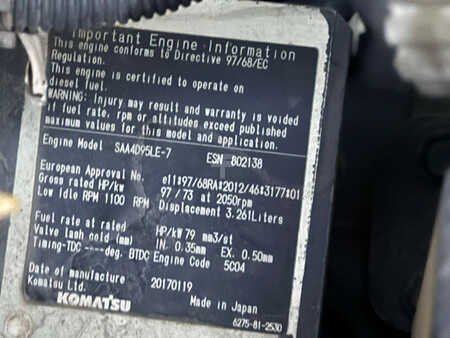 Important Engine Information
This engine conforms to Directive 97/68/EC
Regulation.
This engine is certified to operate on
diesel fuel.
WARNING: Injury may result and warranty is voided
if fuel rate, rpm or altitudes exceed published
maximum values for this model and application.
Engine Model SAA4D95LE-7 ESN 802138
European Approval No. e11*97/68RA*2012/46*3177*01
Gross rated HP/kw 97 / 73 at 2050rpm
Low Idle RPM 1100 RPM Displacement 3.26Liters
Fuel rate at rated HP/kW 79 mm3/st
Valve lash cold (mm) IN. 0.35mm EX. 0.50mm
Timing-TDC ----deg. BTDC Engine Code 5C04
Date of manufacture 20170119
Komatsu Ltd.
KOMATSU Made in Japan
6275-81-2530